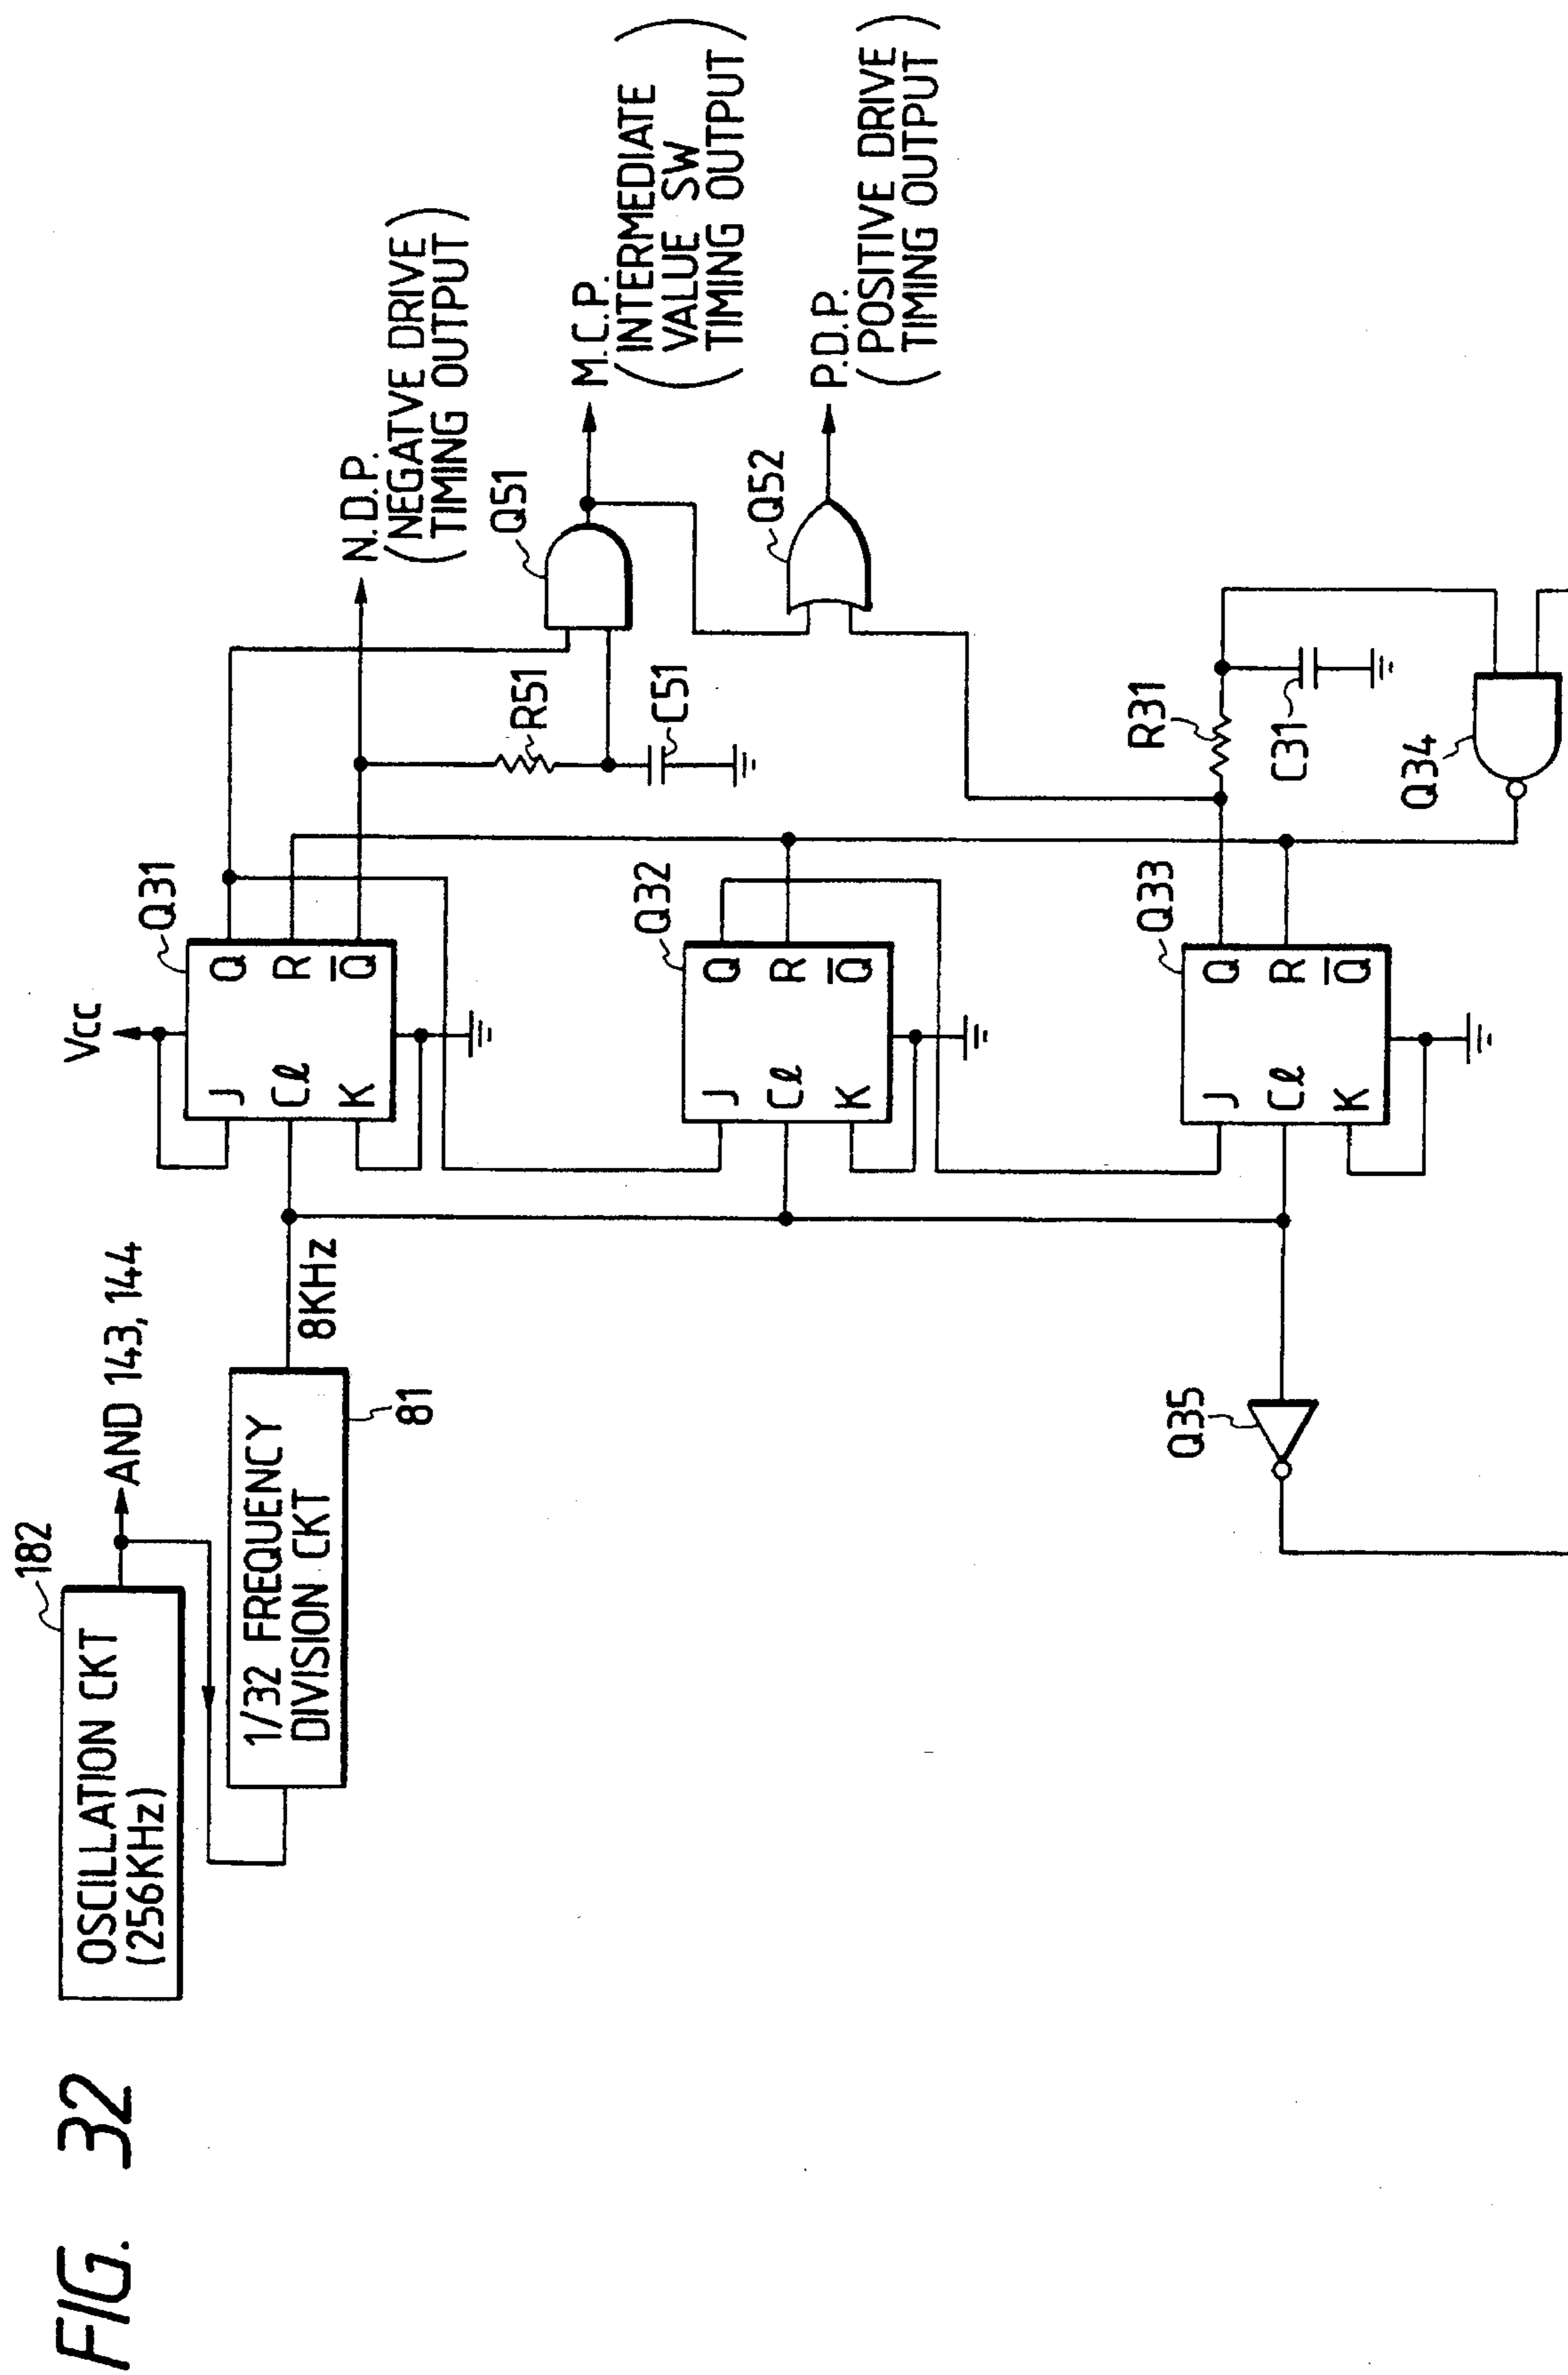 FIG. 32
182
OSCILLATION CKT
(256KHz)
AND 143, 144
1/32 FREQUENCY
DIVISION CKT
81
8KHz
Vcc
Q31
J
Cℓ
K
Q
R
Q̅
N.D.P.
(NEGATVE DRIVE
TIMING OUTPUT)
R51
C51
Q51
M.C.P.
(INTERMEDIATE
VALUE SW
TIMING OUTPUT)
Q32
J
Cℓ
K
Q
R
Q̅
Q52
P.D.P.
(POSITIVE DRIVE
TIMING OUTPUT)
Q33
J
Cℓ
K
Q
R
Q̅
R31
C31
Q34
Q35